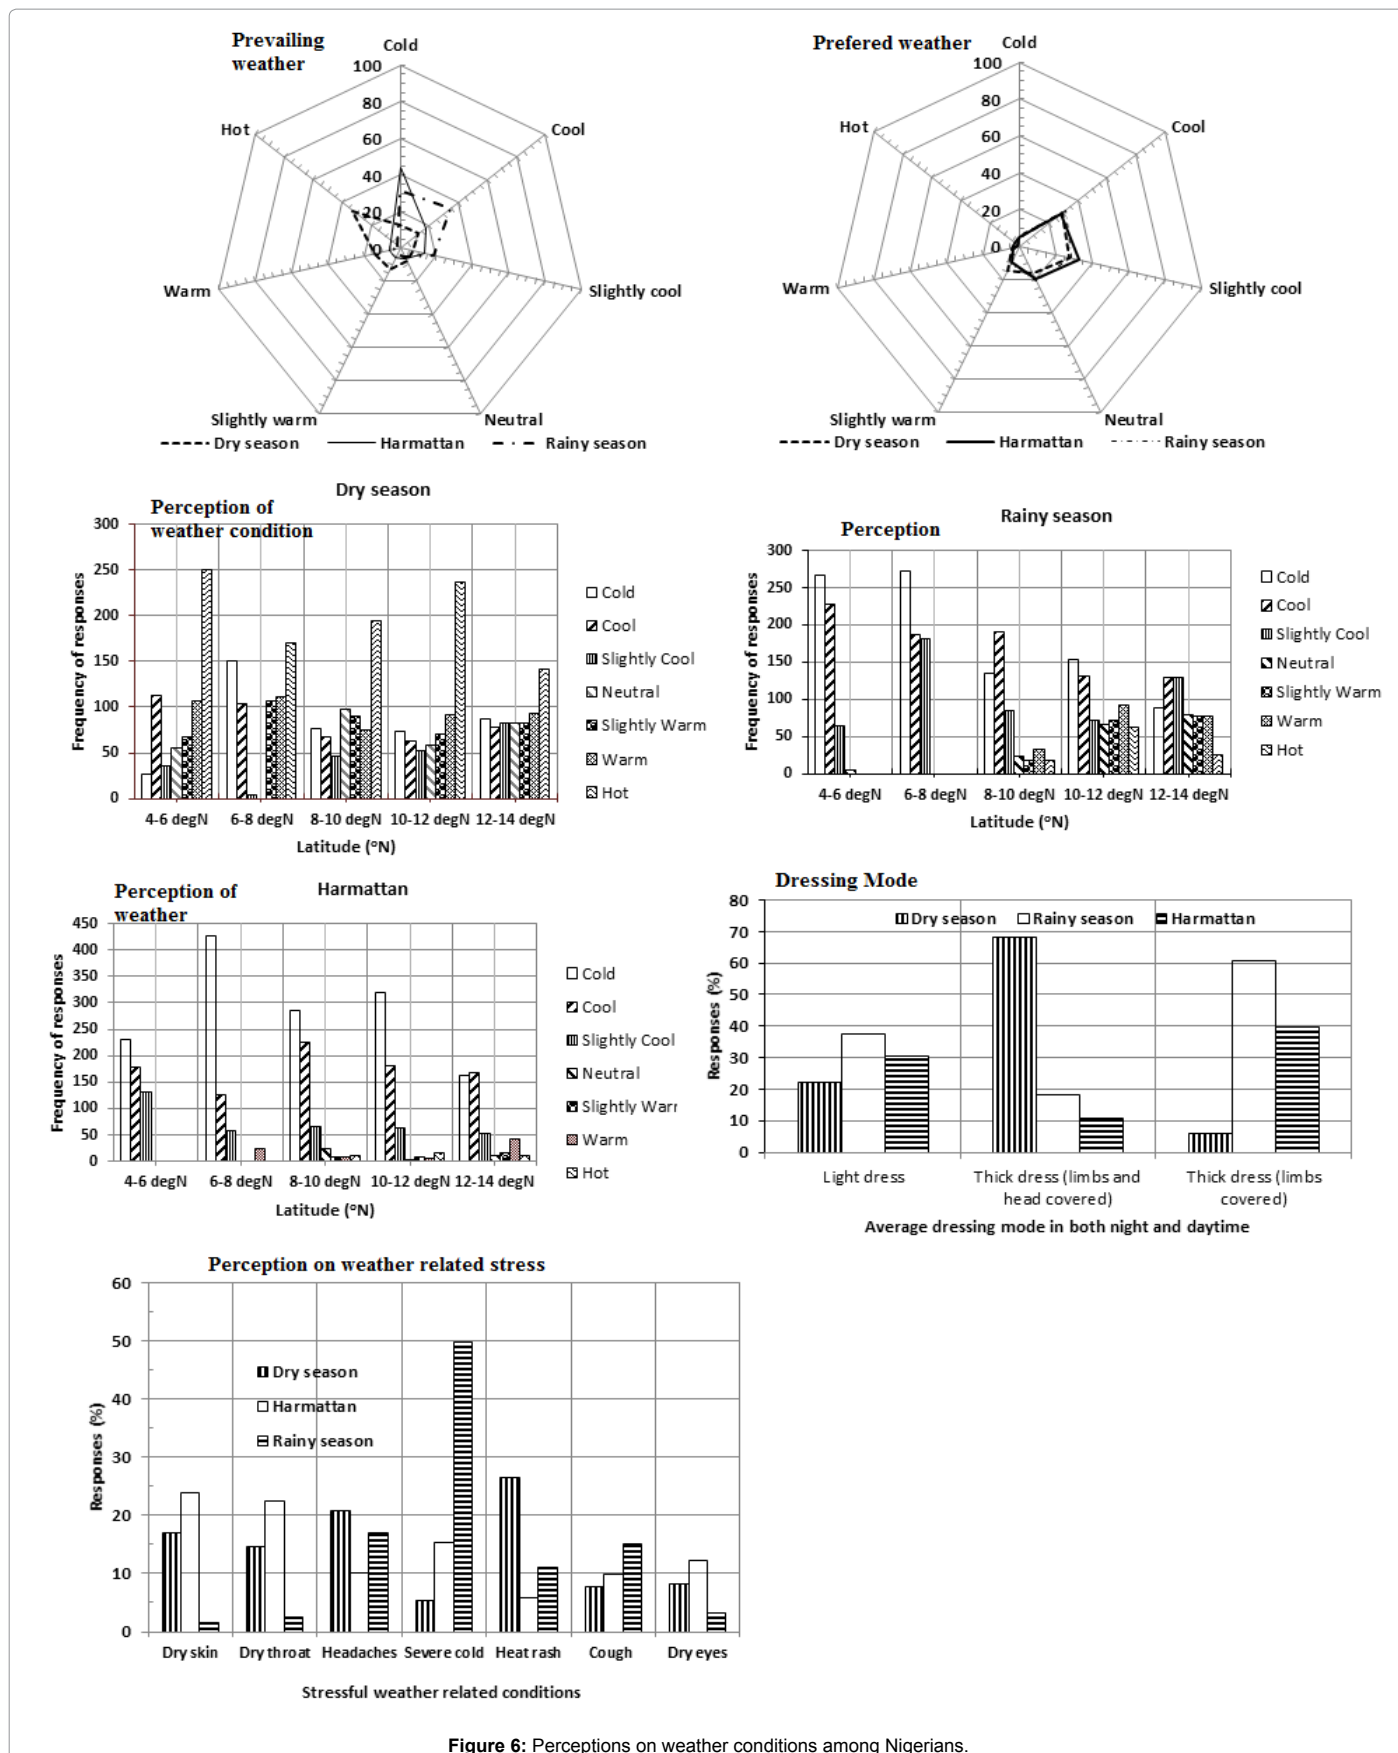 Prevailing
weather
Cold
100
80
60
40
20
0
Hot
Cool
Warm
Slightly cool
Slightly warm
Neutral
Dry season
Harmattan
Rainy season
Prefered weather
Cold
100
80
60
40
20
0
Hot
Cool
Warm
Slightly cool
Slightly warm
Neutral
Dry season
Harmattan
Rainy season
Dry season
Perception of
weather condition
Frequency of responses
300
250
200
150
100
50
0
4-6 degN
6-8 degN
8-10 degN
10-12 degN
12-14 degN
Latitude (°N)
Cold
Cool
Slightly Cool
Neutral
Slightly Warm
Warm
Hot
Rainy season
Perception
Frequency of responses
300
250
200
150
100
50
0
4-6 degN
6-8 degN
8-10 degN
10-12 degN
12-14 degN
Latitude (°N)
Cold
Cool
Slightly Cool
Neutral
Slightly Warm
Warm
Hot
Harmattan
Perception of
weather
Frequency of responses
450
400
350
300
250
200
150
100
50
0
4-6 degN
6-8 degN
8-10 degN
10-12 degN
12-14 degN
Latitude (°N)
Cold
Cool
Slightly Cool
Neutral
Slightly Warr
Warm
Hot
Dressing Mode
Responses (%)
80
70
60
50
40
30
20
10
0
Dry season
Rainy season
Harmattan
Light dress
Thick dress (limbs and
head covered)
Thick dress (limbs
covered)
Average dressing mode in both night and daytime
Perception on weather related stress
Responses (%)
60
50
40
30
20
10
0
Dry season
Harmattan
Rainy season
Dry skin
Dry throat
Headaches
Severe cold
Heat rash
Cough
Dry eyes
Stressful weather related conditions
Figure 6: Perceptions on weather conditions among Nigerians.